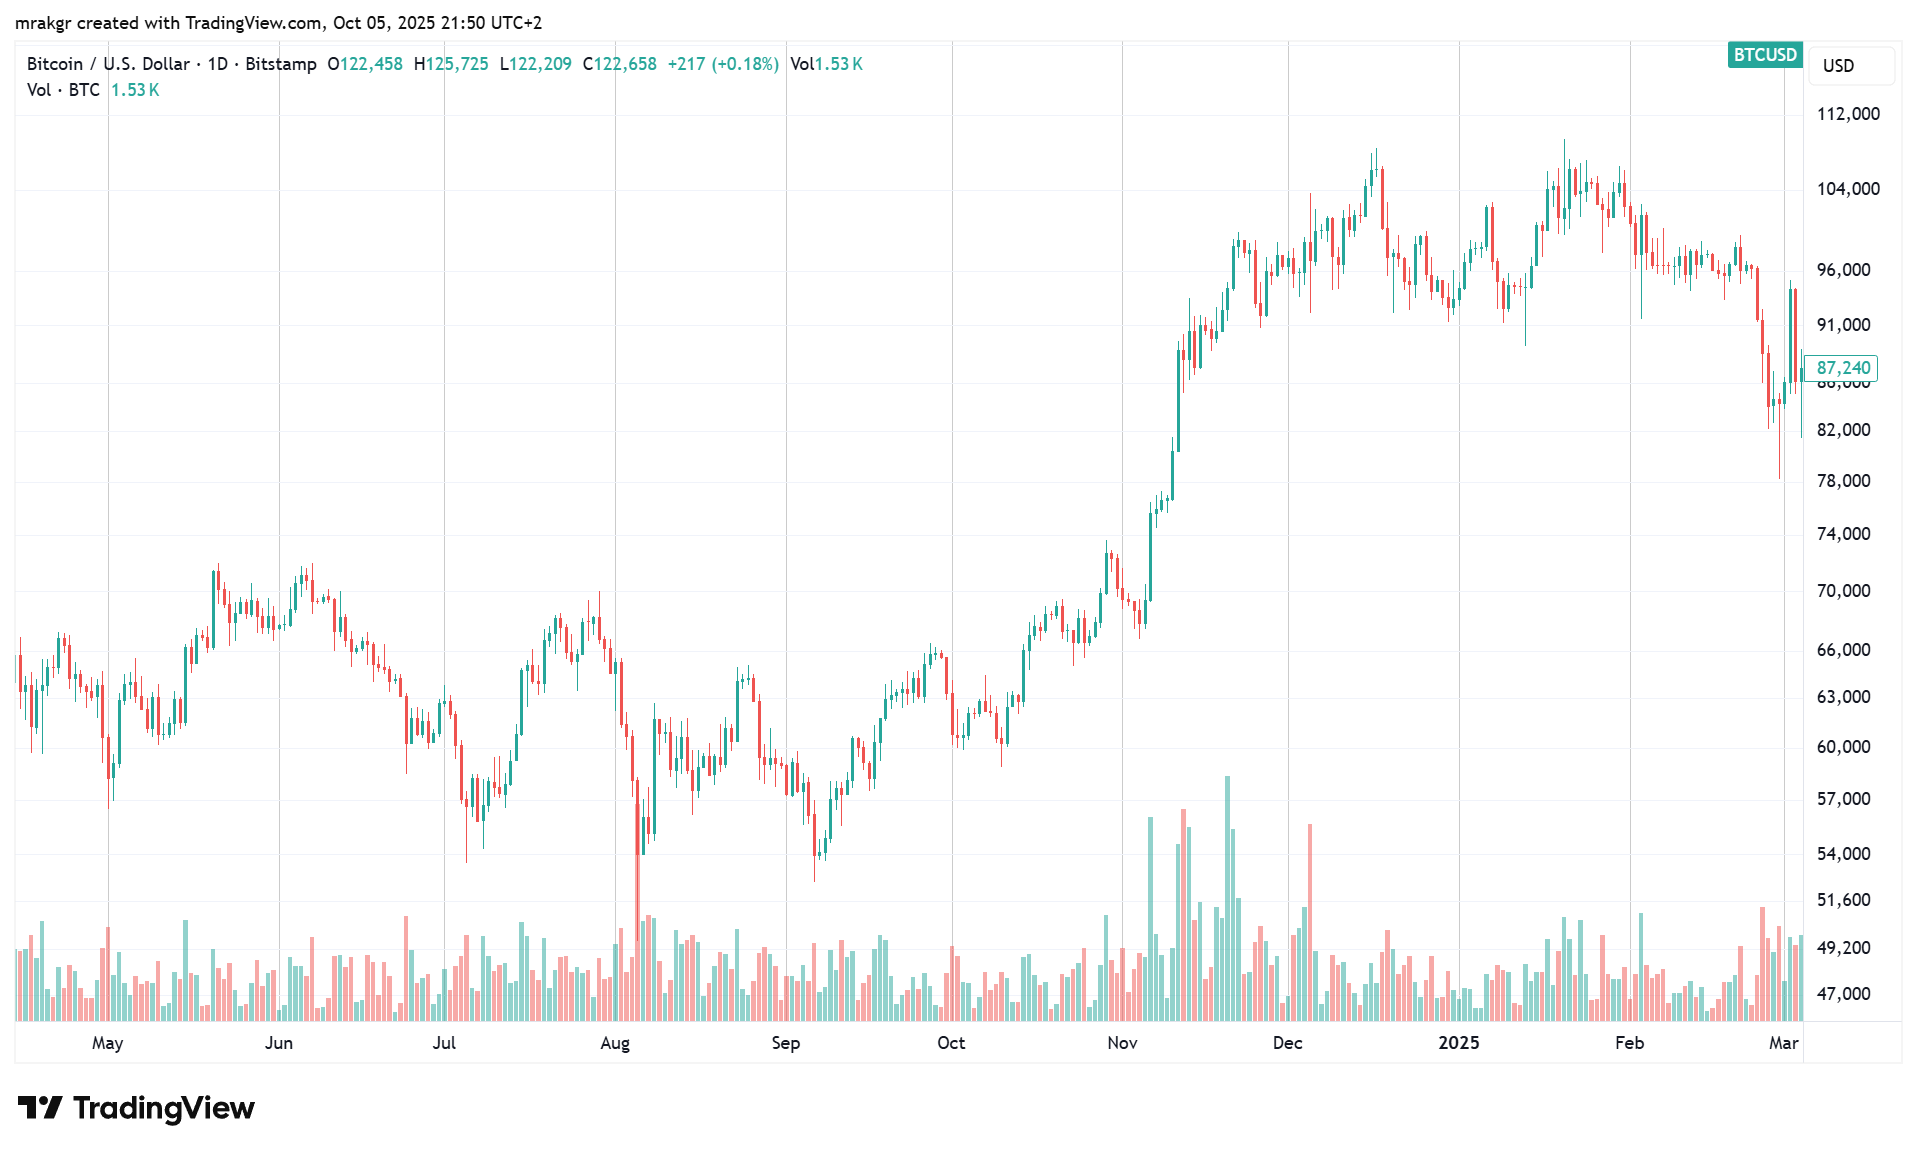 mrakgr created with TradingView.com, Oct 05, 2025 21:50 UTC+2
Bitcoin / U.S. Dollar · 1D · Bitstamp O122,458 H125,725 L122,209 C122,658 +217 (+0.18%) Vol1.53 K
Vol · BTC 1.53 K
BTCUSD
USD
112,000
104,000
96,000
91,000
87,240
86,000
82,000
78,000
74,000
70,000
66,000
63,000
60,000
57,000
54,000
51,600
49,200
47,000
May Jun Jul Aug Sep Oct Nov Dec 2025 Feb Mar
TradingView